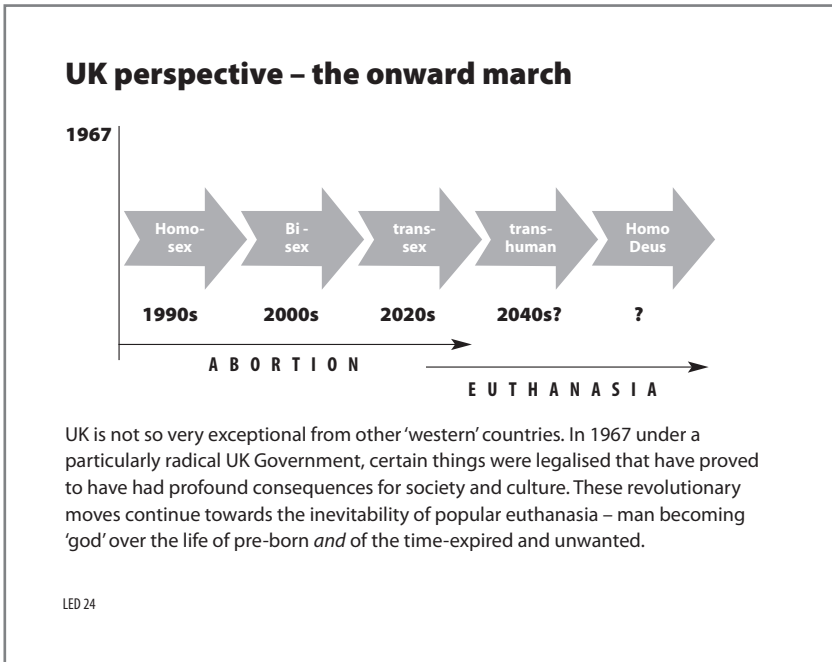 UK perspective – the onward march
1967
Homo-
sex
Bi -
sex
trans-
sex
trans-
human
Homo
Deus
1990s
2000s
2020s
2040s?
?
ABORTION
EUTHANASIA
UK is not so very exceptional from other ‘western’ countries. In 1967 under a
particularly radical UK Government, certain things were legalised that have proved
to have had profound consequences for society and culture. These revolutionary
moves continue towards the inevitability of popular euthanasia – man becoming
‘god’ over the life of pre-born and of the time-expired and unwanted.
LED 24